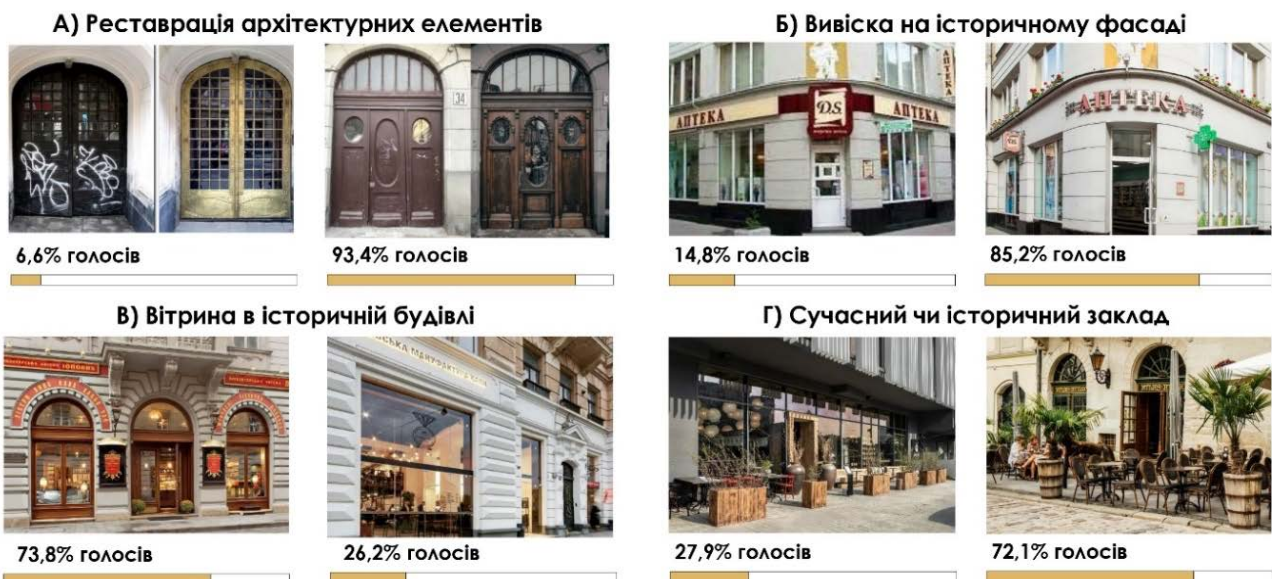 А) Реставрація архітектурних елементів
34
6,6% голосів
93,4% голосів
Б) Вивіска на історичному фасаді
АПТЕКА
D.S.
АПТЕКА
АПТЕКА
АПТЕКА
14,8% голосів
85,2% голосів
В) Вітрина в історичній будівлі
73,8% голосів
26,2% голосів
Г) Сучасний чи історичний заклад
27,9% голосів
72,1% голосів